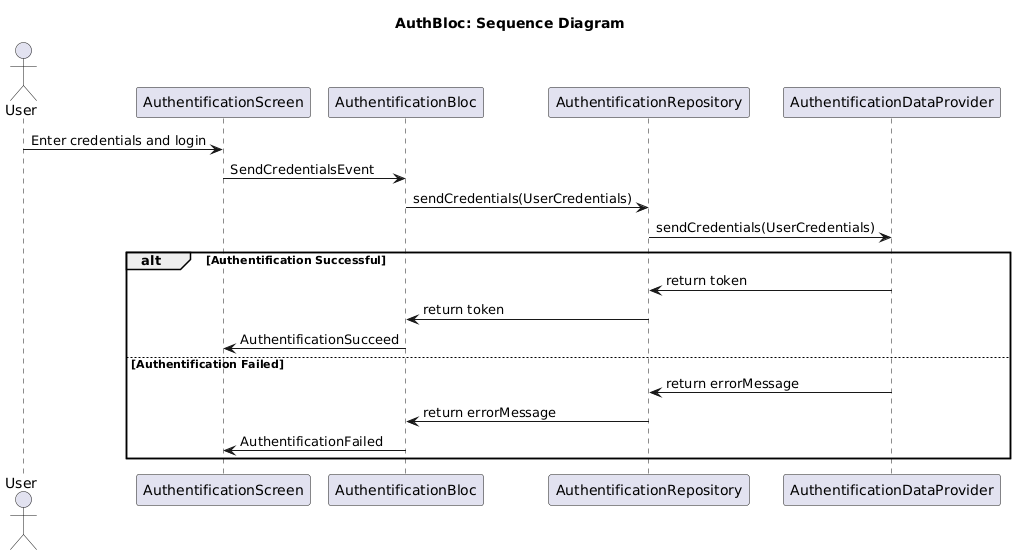 AuthBloc: Sequence Diagram
User
AuthentificationScreen
AuthentificationBloc
AuthentificationRepository
AuthentificationDataProvider
Enter credentials and login
SendCredentialsEvent
sendCredentials(UserCredentials)
sendCredentials(UserCredentials)
alt
[Authentification Successful]
return token
return token
AuthentificationSucceed
[Authentification Failed]
return errorMessage
return errorMessage
AuthentificationFailed
User
AuthentificationScreen
AuthentificationBloc
AuthentificationRepository
AuthentificationDataProvider